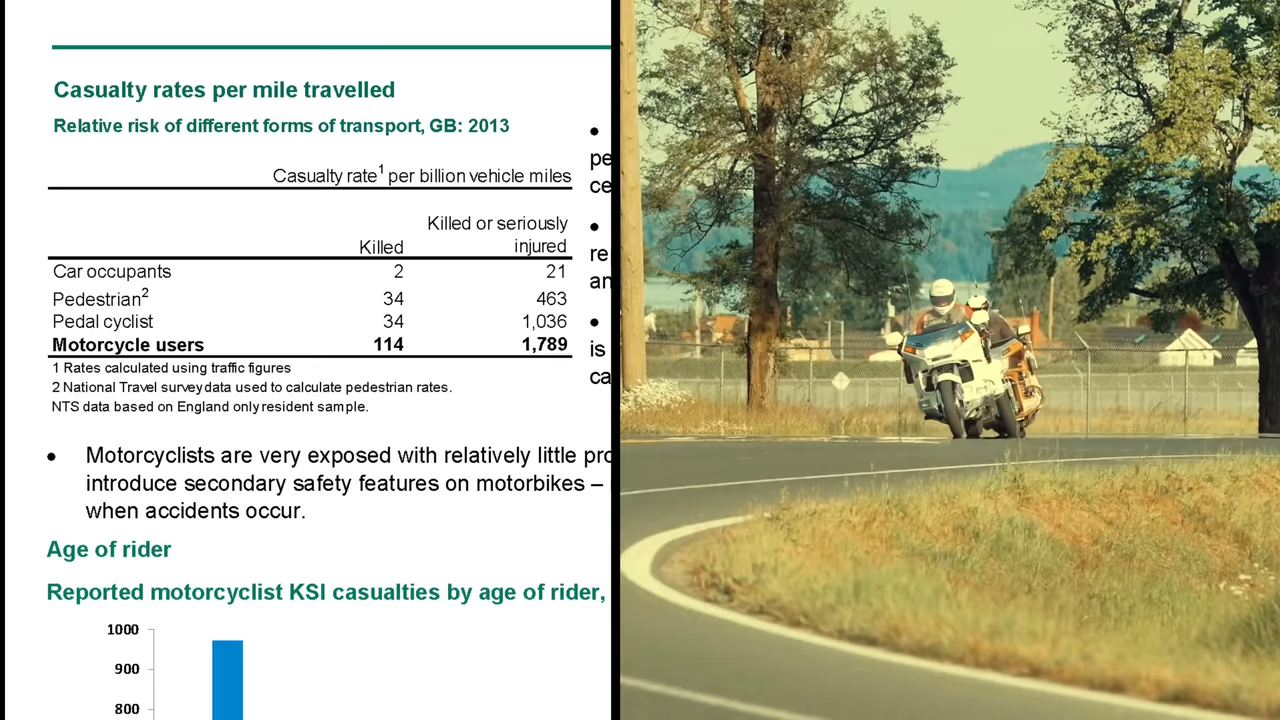 Casualty rates per mile travelled
Relative risk of different forms of transport, GB: 2013
Casualty rate1 per billion vehicle miles
Killed or seriously
Killed injured
Car occupants 2 21
Pedestrian2 34 463
Pedal cyclist 34 1,036
Motorcycle users 114 1,789
1 Rates calculated using traffic figures
2 National Travel survey data used to calculate pedestrian rates.
NTS data based on England only resident sample.
• Motorcyclists are very exposed with relatively little
introduce secondary safety features on motorbikes –
when accidents occur.
Age of rider
Reported motorcyclist KSI casualties by age of rider,
1000
900
800
•
•
re
•
is